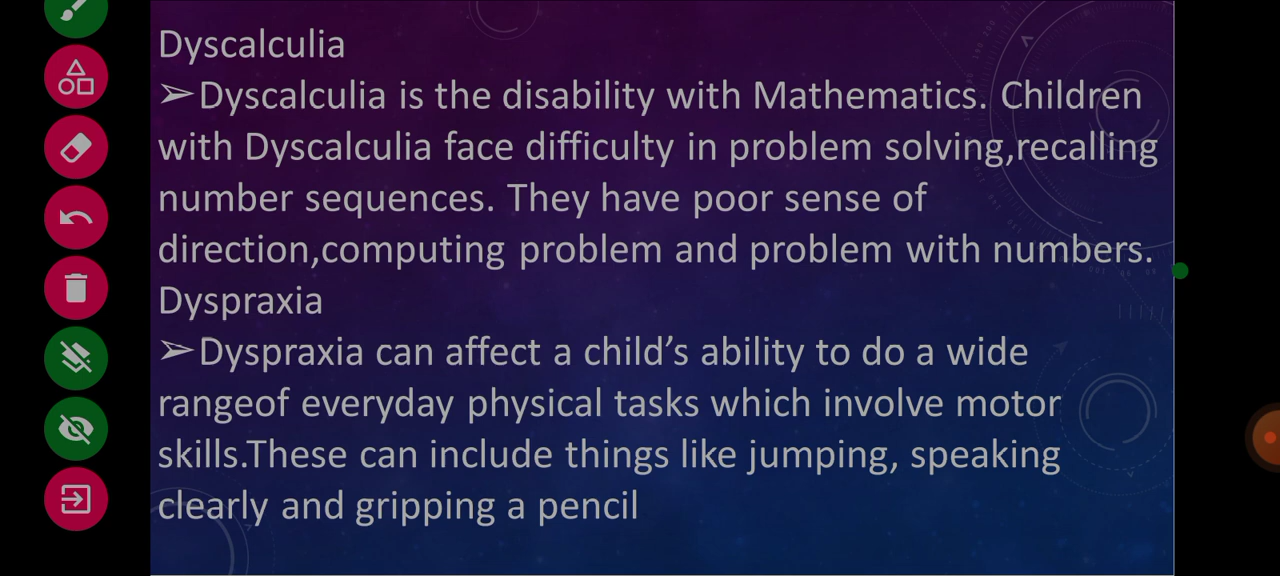 Dyscalculia
➢Dyscalculia is the disability with Mathematics. Children
with Dyscalculia face difficulty in problem solving,recalling
number sequences. They have poor sense of
direction,computing problem and problem with numbers.
Dyspraxia
➢Dyspraxia can affect a child’s ability to do a wide
rangeof everyday physical tasks which involve motor
skills.These can include things like jumping, speaking
clearly and gripping a pencil